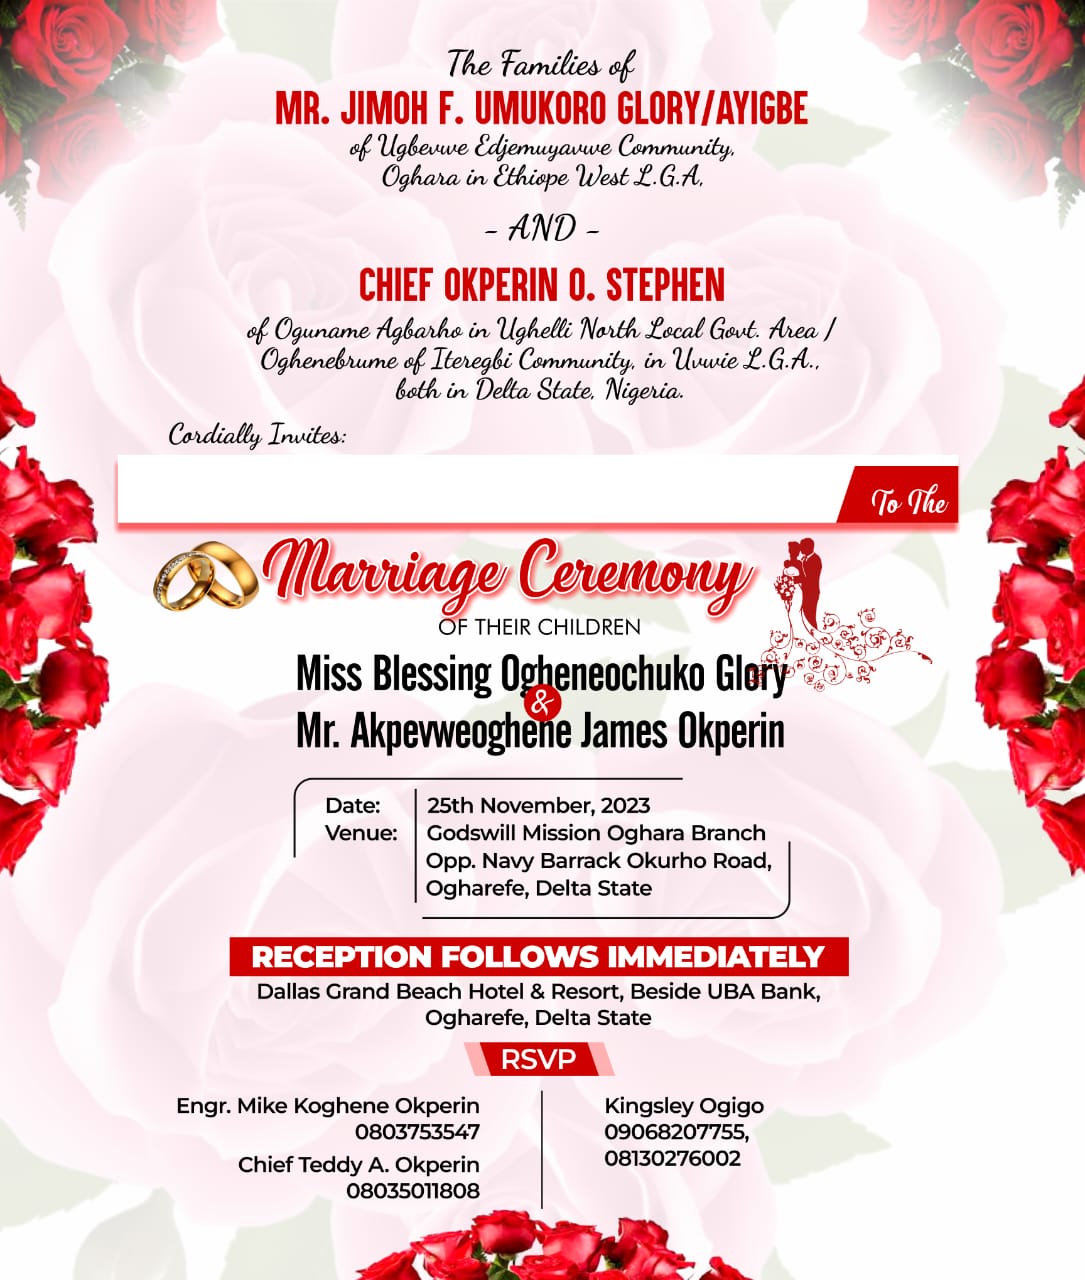 The Families of
MR. JIMOH F. UMUKORO GLORY/AYIGBE
of Ugbevwe Edjemuyavwe Community,
Oghara in Ethiope West L.G.A,
- AND -
CHIEF OKPERIN O. STEPHEN
of Oguname Agbarho in Ughelli North Local Govt. Area /
Oghenebrume of Iteregbi Community, in Uvwie L.G.A.,
both in Delta State, Nigeria.
Cordially Invites:
To The
Marriage Ceremony
OF THEIR CHILDREN
Miss Blessing Ogheneochuko Glory
&
Mr. Akpevweoghene James Okperin
Date: 25th November, 2023
Venue: Godswill Mission Oghara Branch
Opp. Navy Barrack Okurho Road,
Ogharefe, Delta State
RECEPTION FOLLOWS IMMEDIATELY
Dallas Grand Beach Hotel & Resort, Beside UBA Bank,
Ogharefe, Delta State
RSVP
Engr. Mike Koghene Okperin
0803753547
Chief Teddy A. Okperin
08035011808
Kingsley Ogigo
09068207755,
08130276002